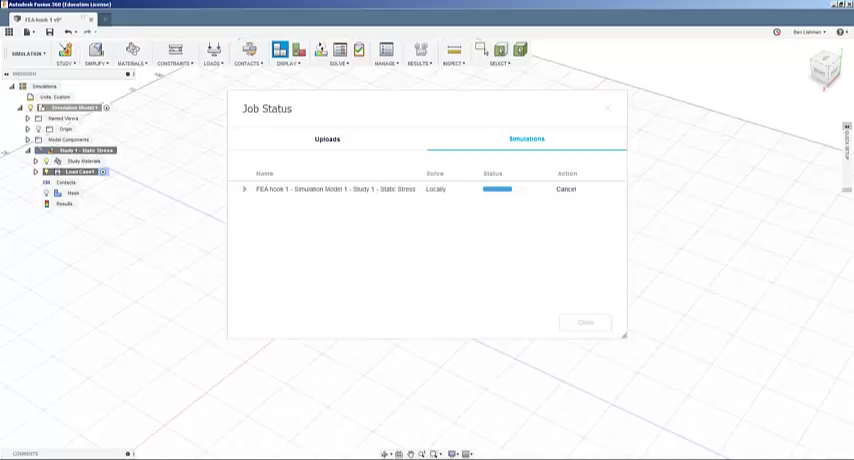 Autodesk Fusion 360 (Education License)
FEA hook 1 v9*
SIMULATION
STUDY
SIMPLIFY
MATERIALS
CONSTRAINTS
LOADS
CONTACTS
DISPLAY
SOLVE
MANAGE
RESULTS
INSPECT
SELECT
BROWSER
Simulations
Units: Custom
Simulation Model 1
Named Views
Origin
Model Components
Study 1 - Static Stress
Study Materials
Load Case1
Contacts
Mesh
Results
Job Status
Uploads
Simulations
Name Solve Status Action
FEA hook 1 - Simulation Model 1 - Study 1 - Static Stress Locally Cancel
Close
QUICK SETUP
COMMENTS